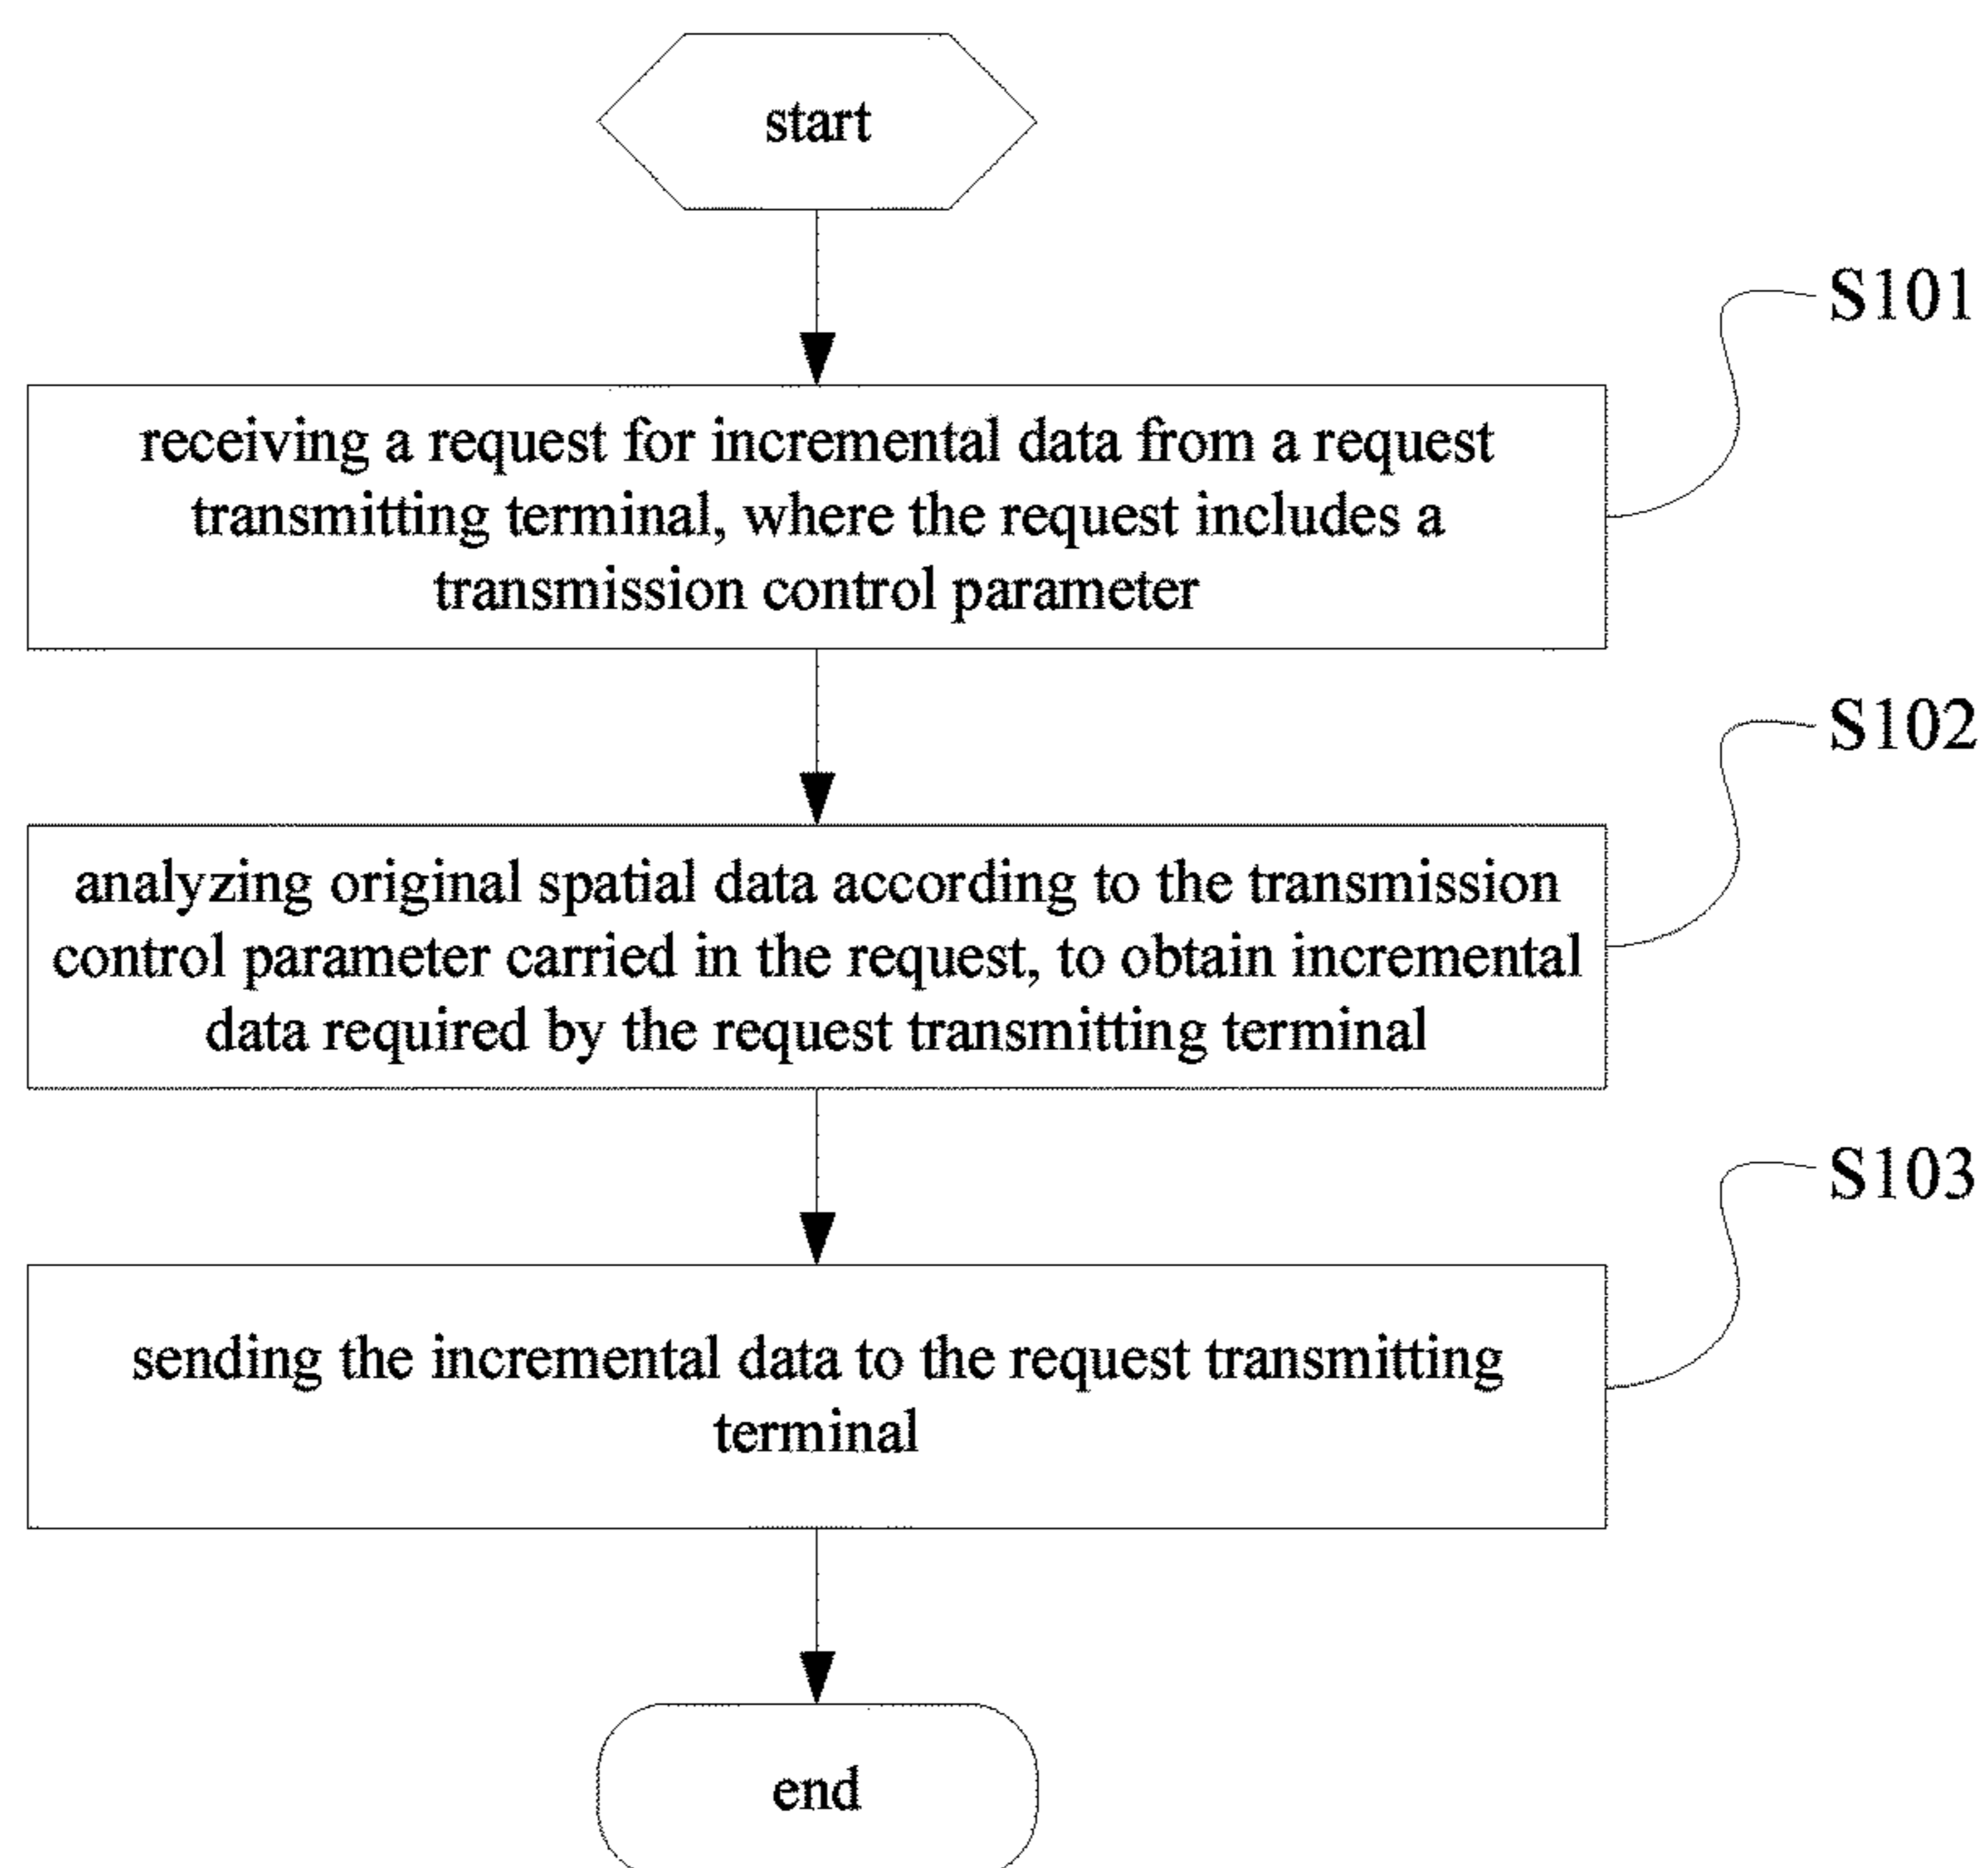 start
S101
receiving a request for incremental data from a request
transmitting terminal, where the request includes a
transmission control parameter
S102
analyzing original spatial data according to the transmission
control parameter carried in the request, to obtain incremental
data required by the request transmitting terminal
S103
sending the incremental data to the request transmitting
terminal
end